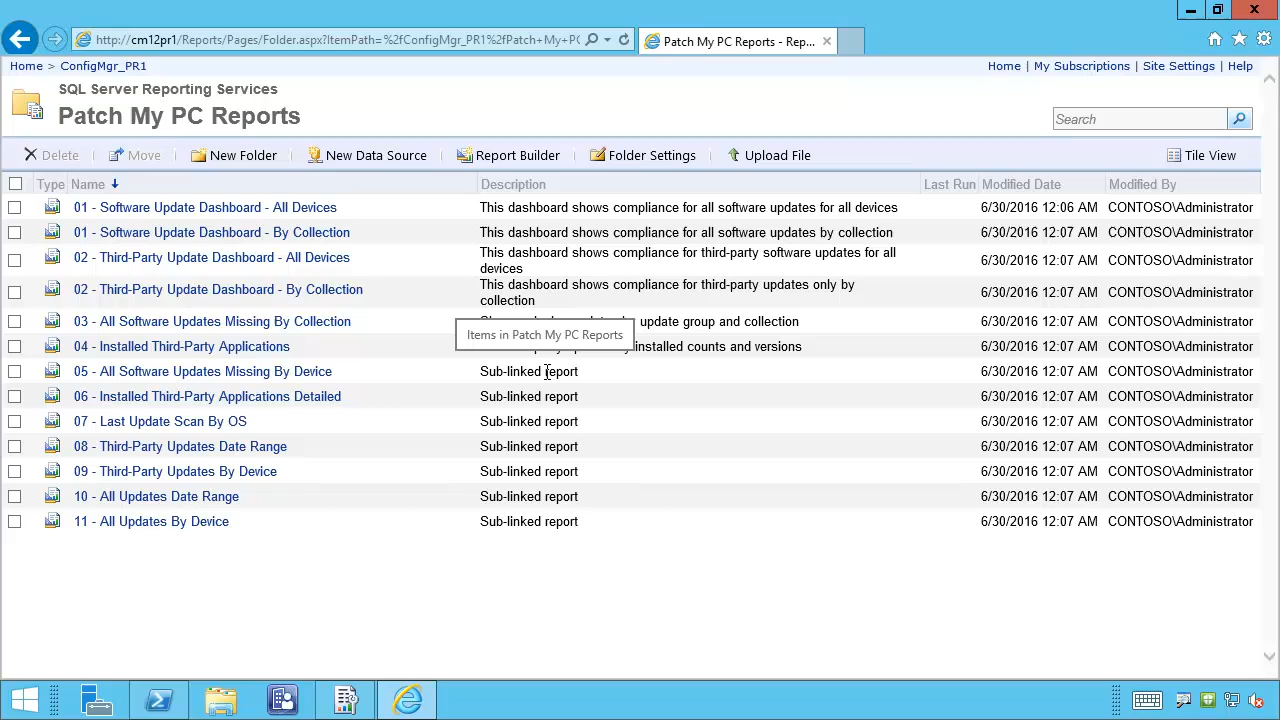 http://cm12pr1/Reports/Pages/Folder.aspx?ItemPath=%2fConfigMgr_PR1%2fPatch+My+PC
Patch My PC Reports - Rep...
Home > ConfigMgr_PR1
Home | My Subscriptions | Site Settings | Help
SQL Server Reporting Services
Patch My PC Reports
Search
Delete Move New Folder New Data Source Report Builder Folder Settings Upload File Tile View
Type Name Description Last Run Modified Date Modified By
01 - Software Update Dashboard - All Devices This dashboard shows compliance for all software updates for all devices 6/30/2016 12:06 AM CONTOSO\Administrator
01 - Software Update Dashboard - By Collection This dashboard shows compliance for all software updates by collection 6/30/2016 12:07 AM CONTOSO\Administrator
02 - Third-Party Update Dashboard - All Devices This dashboard shows compliance for third-party software updates for all
devices 6/30/2016 12:07 AM CONTOSO\Administrator
02 - Third-Party Update Dashboard - By Collection This dashboard shows compliance for third-party updates only by
collection 6/30/2016 12:07 AM CONTOSO\Administrator
03 - All Software Updates Missing By Collection update group and collection 6/30/2016 12:07 AM CONTOSO\Administrator
Items in Patch My PC Reports
04 - Installed Third-Party Applications installed counts and versions 6/30/2016 12:07 AM CONTOSO\Administrator
05 - All Software Updates Missing By Device Sub-linked report 6/30/2016 12:07 AM CONTOSO\Administrator
06 - Installed Third-Party Applications Detailed Sub-linked report 6/30/2016 12:07 AM CONTOSO\Administrator
07 - Last Update Scan By OS Sub-linked report 6/30/2016 12:07 AM CONTOSO\Administrator
08 - Third-Party Updates Date Range Sub-linked report 6/30/2016 12:07 AM CONTOSO\Administrator
09 - Third-Party Updates By Device Sub-linked report 6/30/2016 12:07 AM CONTOSO\Administrator
10 - All Updates Date Range Sub-linked report 6/30/2016 12:07 AM CONTOSO\Administrator
11 - All Updates By Device Sub-linked report 6/30/2016 12:07 AM CONTOSO\Administrator